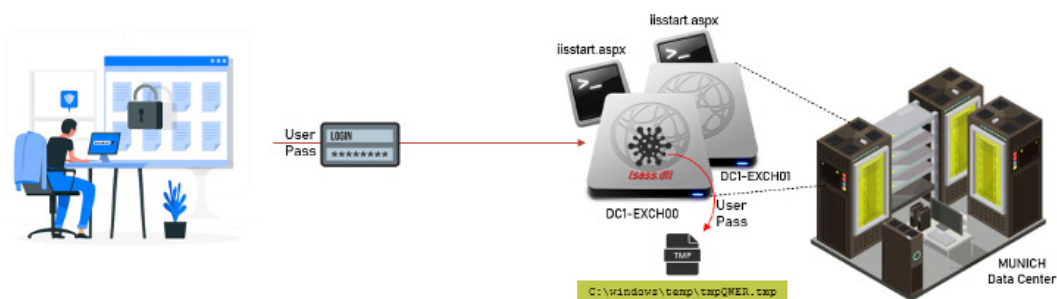 iisstart.aspx
iisstart.aspx
>_
>_
User
Pass
LOGIN
********
lsass.dll
DC1-EXCH01
DC1-EXCH00
User
Pass
TMP
C:\windows\temp\tmpQWER.tmp
MUNICH
Data Center